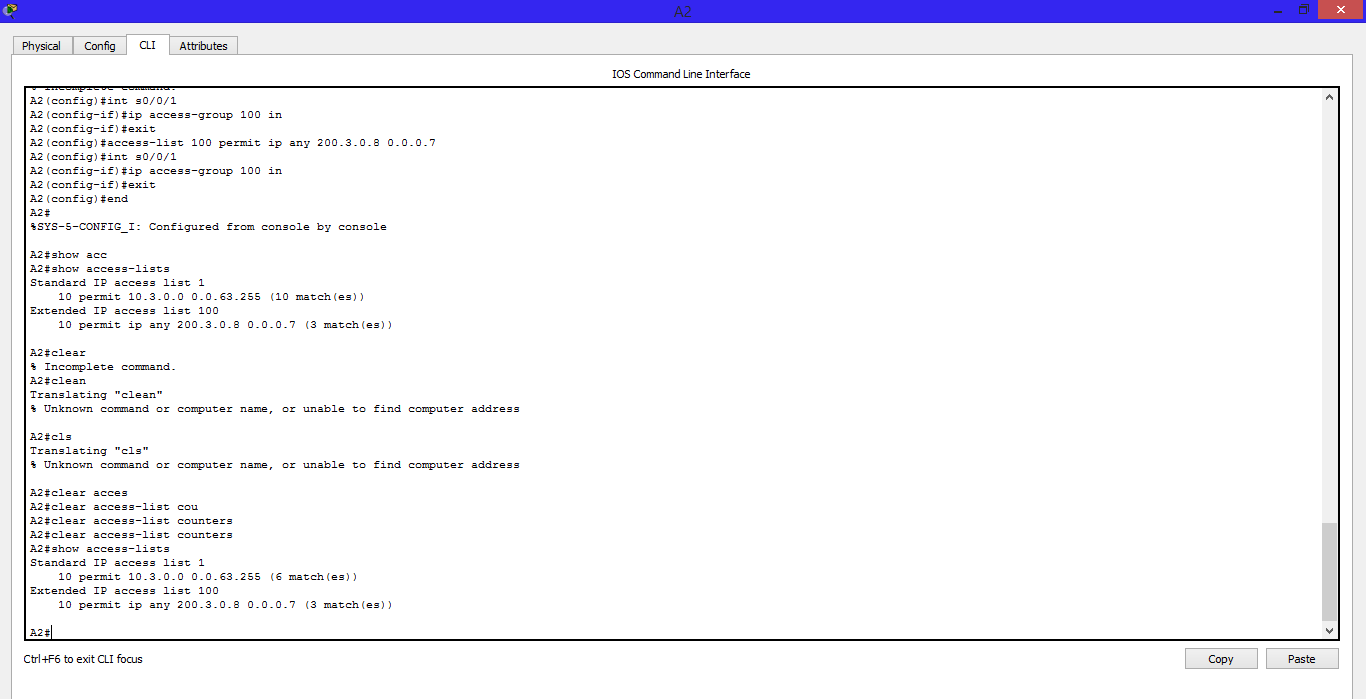 A2
Physical Config CLI Attributes
IOS Command Line Interface
% Incomplete command.
A2(config)#int s0/0/1
A2(config-if)#ip access-group 100 in
A2(config-if)#exit
A2(config)#access-list 100 permit ip any 200.3.0.8 0.0.0.7
A2(config)#int s0/0/1
A2(config-if)#ip access-group 100 in
A2(config-if)#exit
A2(config)#end
A2#
%SYS-5-CONFIG_I: Configured from console by console
A2#show acc
A2#show access-lists
Standard IP access list 1
10 permit 10.3.0.0 0.0.63.255 (10 match(es))
Extended IP access list 100
10 permit ip any 200.3.0.8 0.0.0.7 (3 match(es))
A2#clear
% Incomplete command.
A2#clean
Translating "clean"
% Unknown command or computer name, or unable to find computer address
A2#cls
Translating "cls"
% Unknown command or computer name, or unable to find computer address
A2#clear acces
A2#clear access-list cou
A2#clear access-list counters
A2#clear access-list counters
A2#show access-lists
Standard IP access list 1
10 permit 10.3.0.0 0.0.63.255 (6 match(es))
Extended IP access list 100
10 permit ip any 200.3.0.8 0.0.0.7 (3 match(es))
A2#
Ctrl+F6 to exit CLI focus
Copy Paste